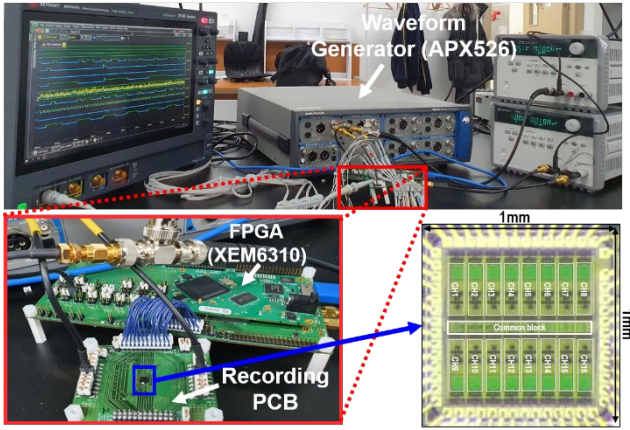 KEYSIGHT
Waveform
Generator (APX526)
FPGA
(XEM6310)
Recording
PCB
1mm
1mm
CH1
CH2
CH3
CH4
CH5
CH6
CH7
CH8
Common block
CH9
CH10
CH11
CH12
CH13
CH14
CH15
CH16